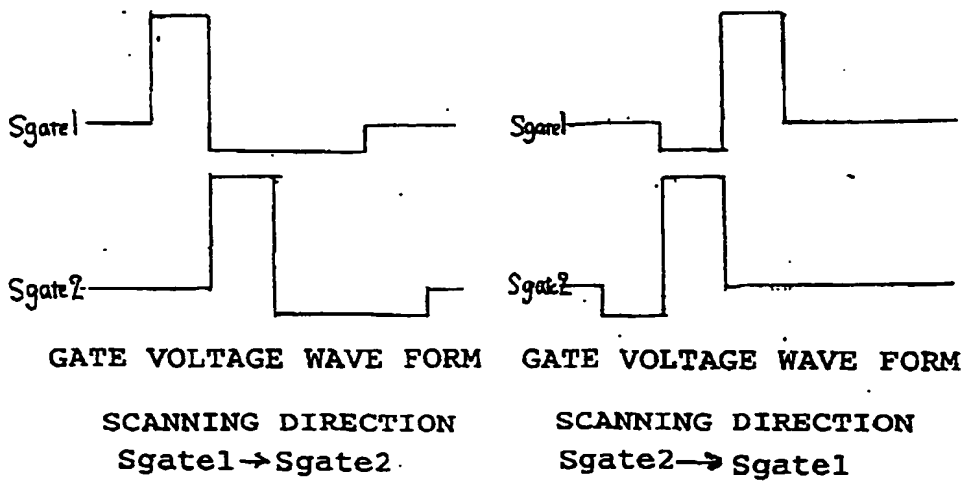 Sgate1
Sgate2
GATE VOLTAGE WAVE FORM
SCANNING DIRECTION
Sgate1→Sgate2
Sgate1
Sgate2
GATE VOLTAGE WAVE FORM
SCANNING DIRECTION
Sgate2→Sgate1